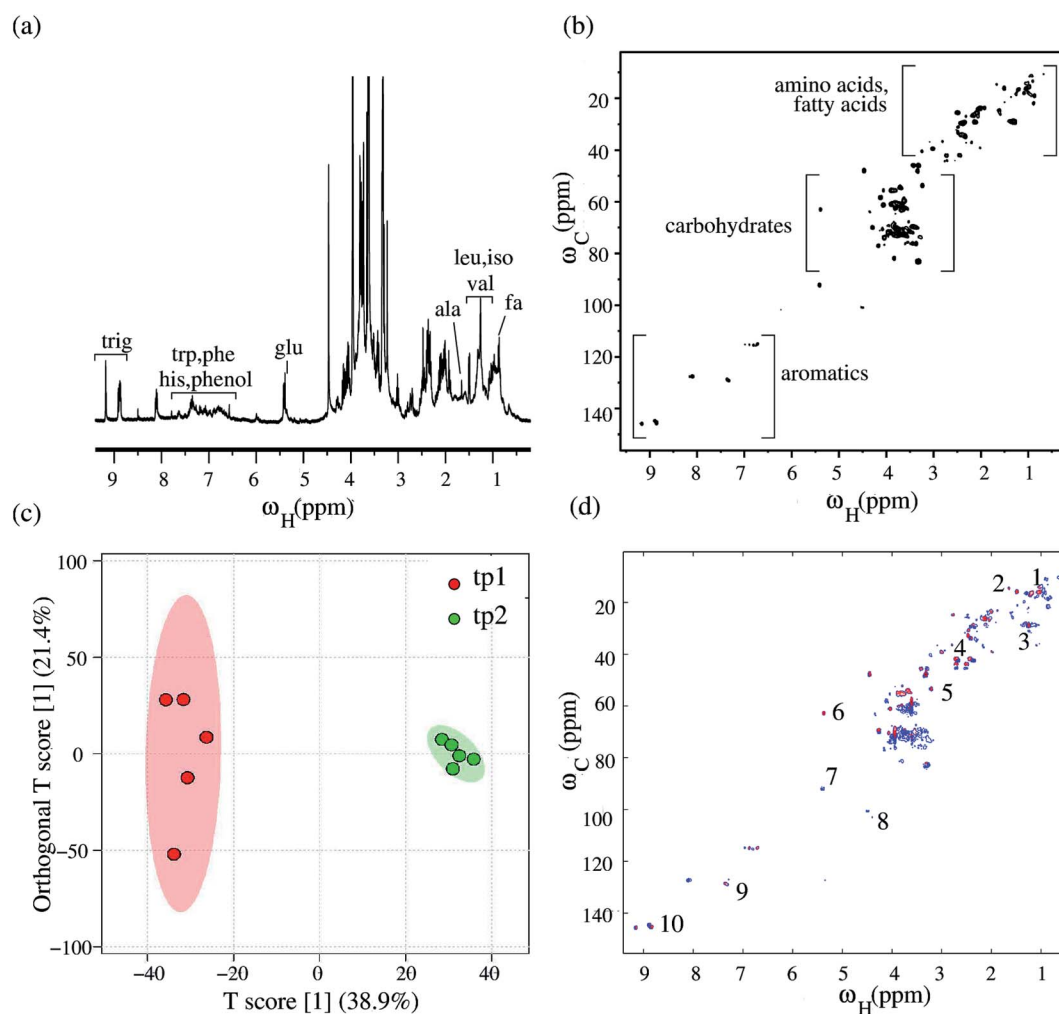 (a)
trig
trp,phe
his,phenol
glu
ala
leu,iso
val
fa
9 8 7 6 5 4 3 2 1
ωH(ppm)
(b)
amino acids,
fatty acids
carbohydrates
aromatics
20
40
60
80
100
120
140
ωC(ppm)
9 8 7 6 5 4 3 2 1
ωH(ppm)
(c)
tp1
tp2
100
50
0
−50
−100
Orthogonal T score [1] (21.4%)
−40 −20 0 20 40
T score [1] (38.9%)
(d)
1
2
3
4
5
6
7
8
9
10
20
40
60
80
100
120
140
ωC(ppm)
9 8 7 6 5 4 3 2 1
ωH(ppm)